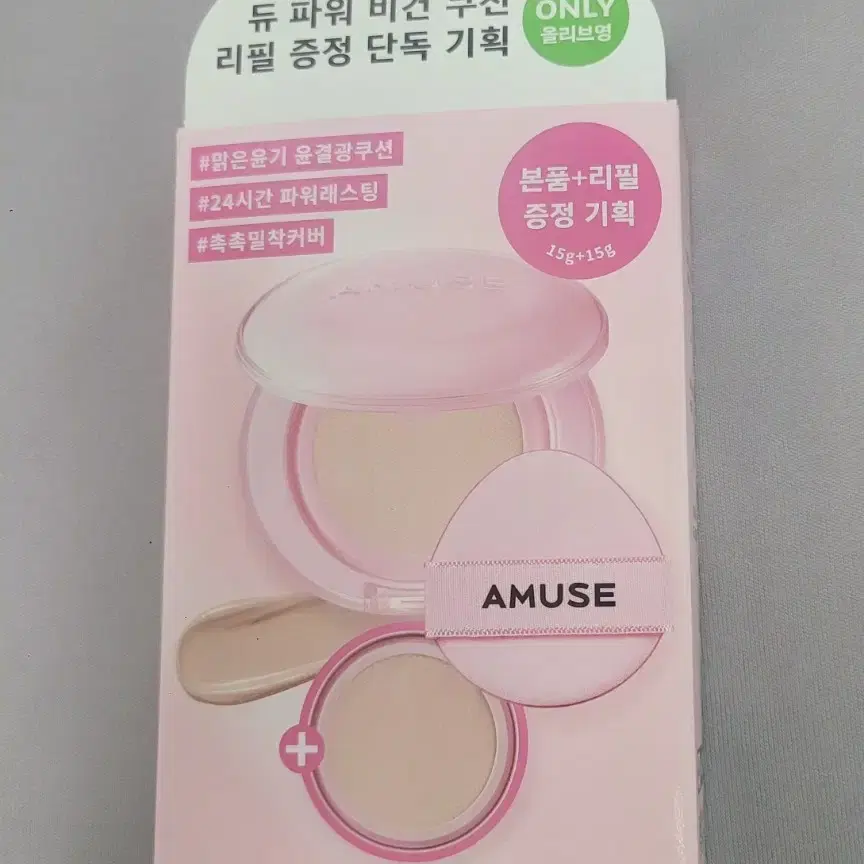 듀 파워 비건 쿠션
리필 증정 단독 기획
ONLY
올리브영
#맑은윤기 윤결광쿠션
#24시간 파워래스팅
#촉촉밀착커버
본품+리필
증정 기획
15g+15g
AMUSE
AMUSE